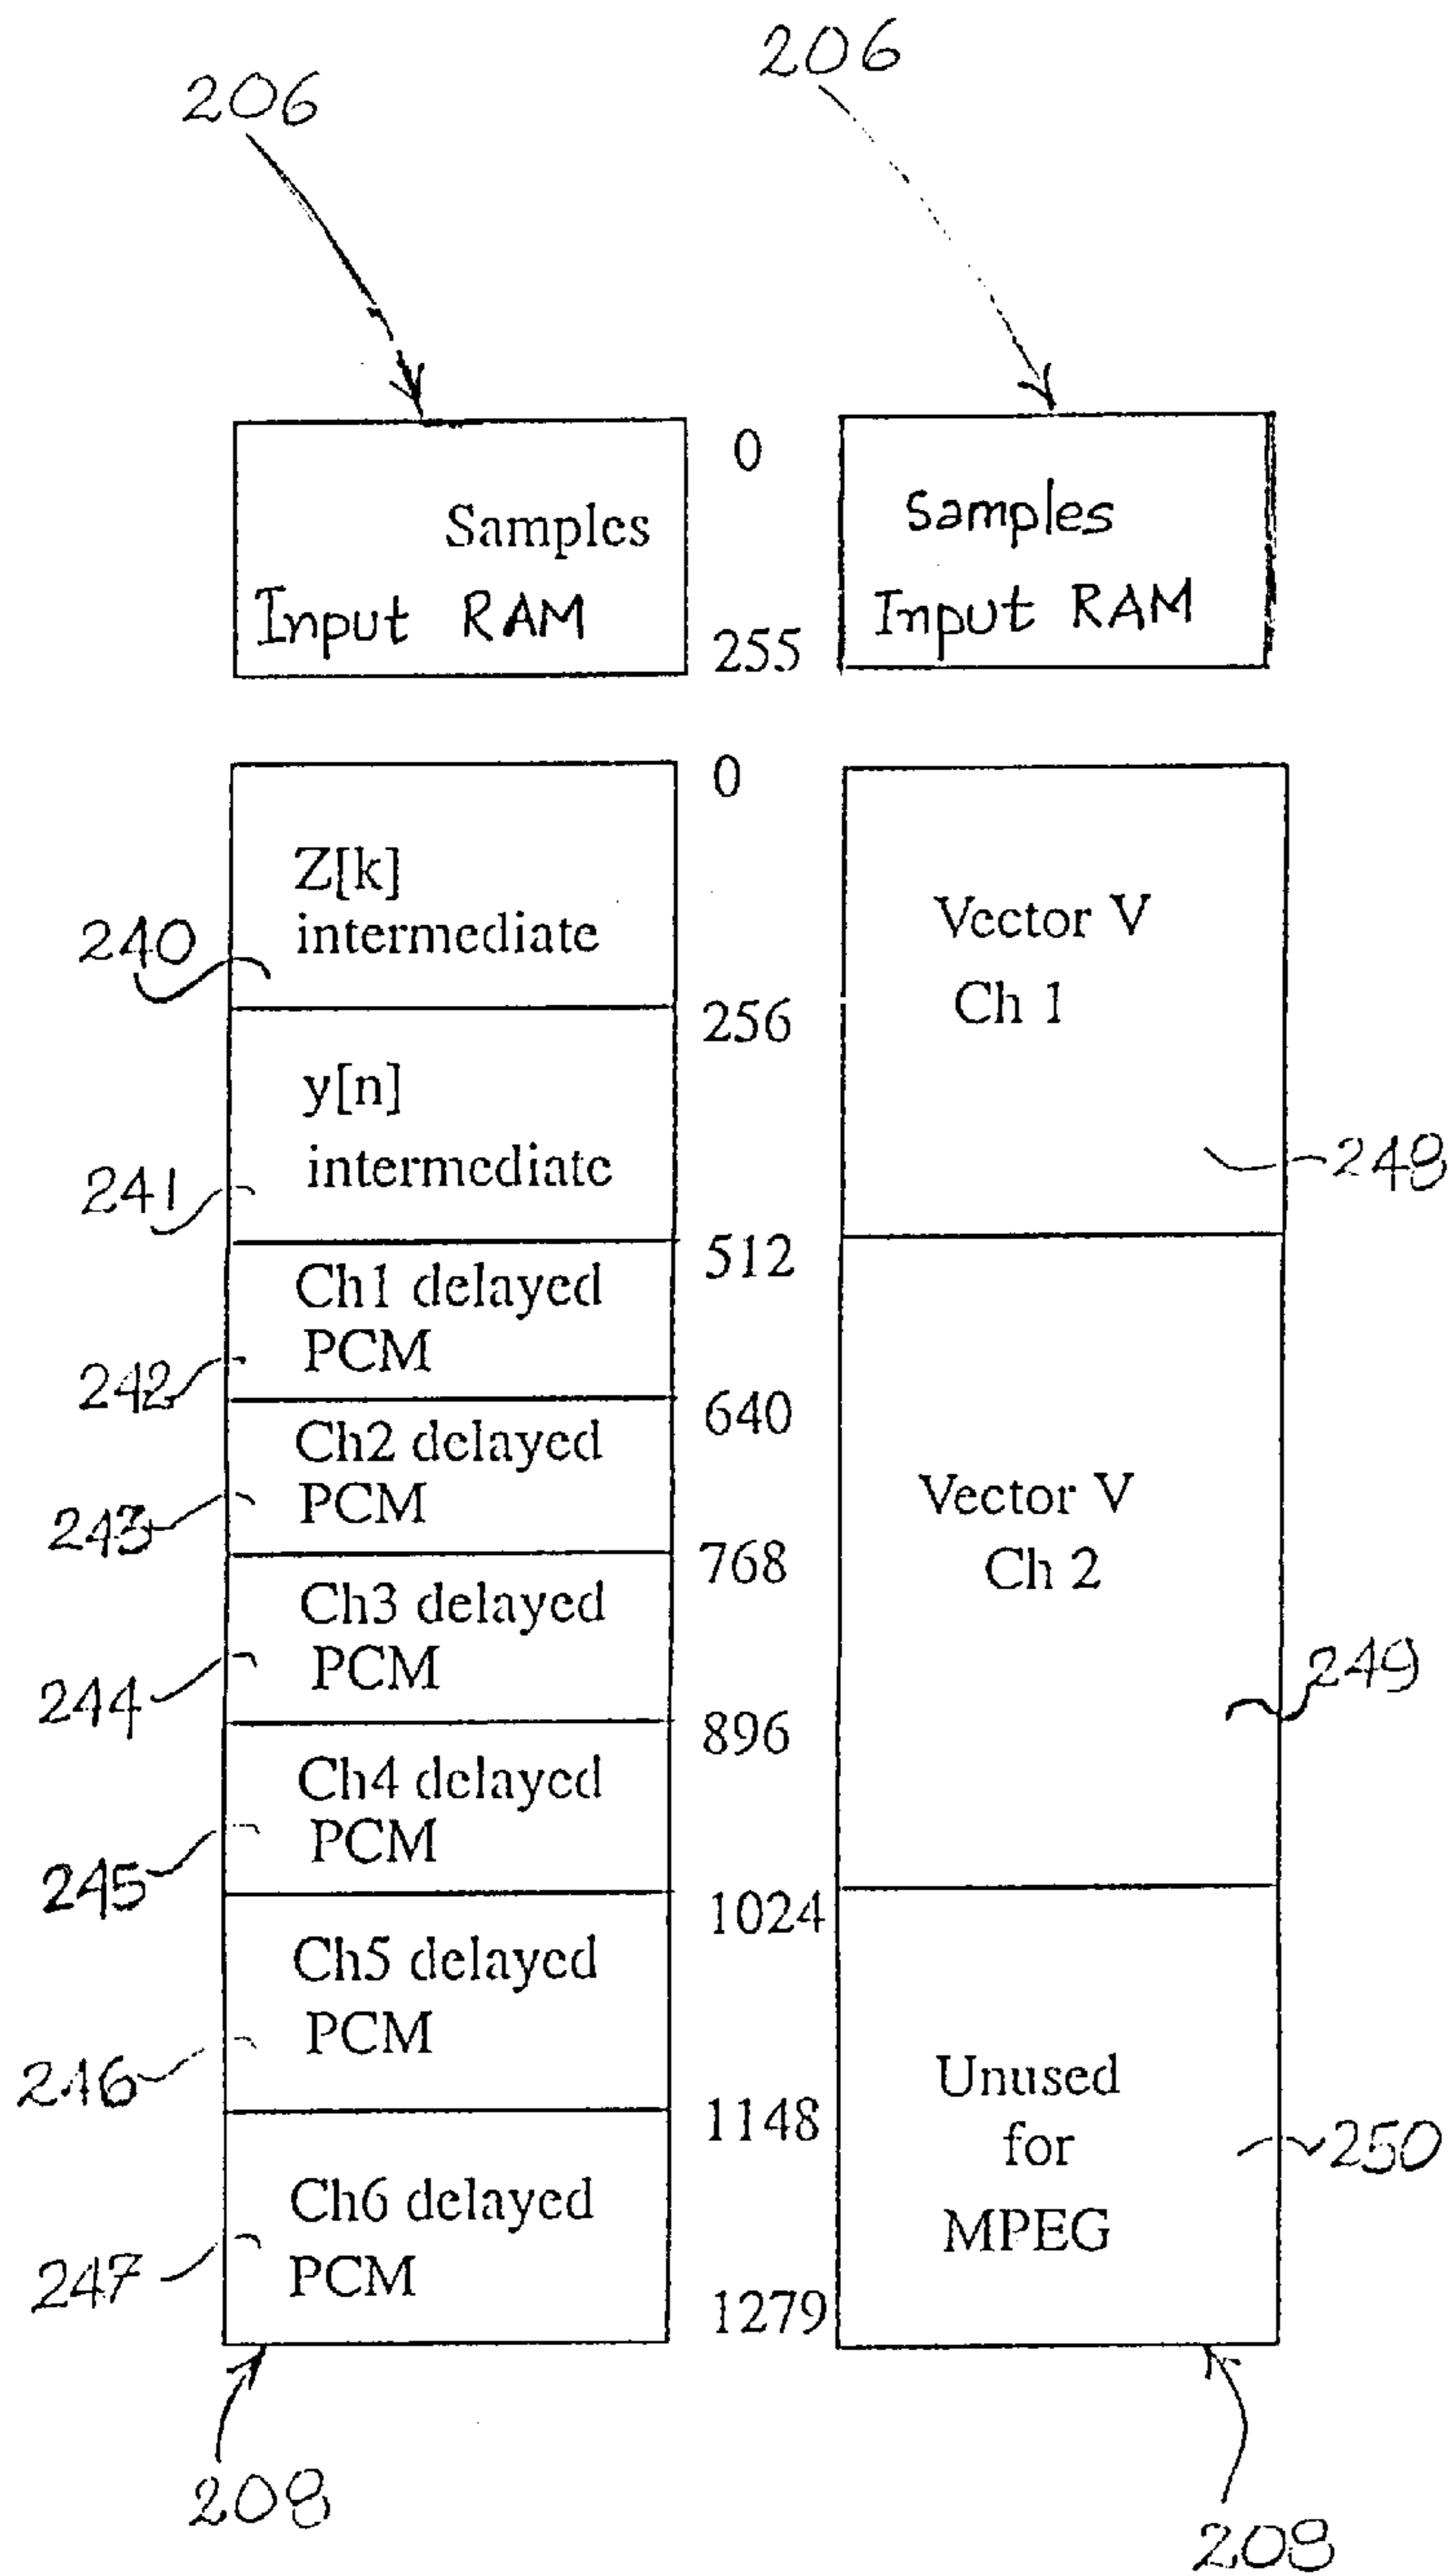 206
206
Samples
Input RAM
0
255
Samples
Input RAM
0
Z[k]
intermediate
240
256
y[n]
intermediate
241
512
Ch1 delayed
PCM
242
640
Ch2 delayed
PCM
243
768
Ch3 delayed
PCM
244
896
Ch4 delayed
PCM
245
1024
Ch5 delayed
PCM
246
1148
Ch6 delayed
PCM
247
1279
208
Vector V
Ch 1
248
Vector V
Ch 2
249
Unused
for
MPEG
250
208